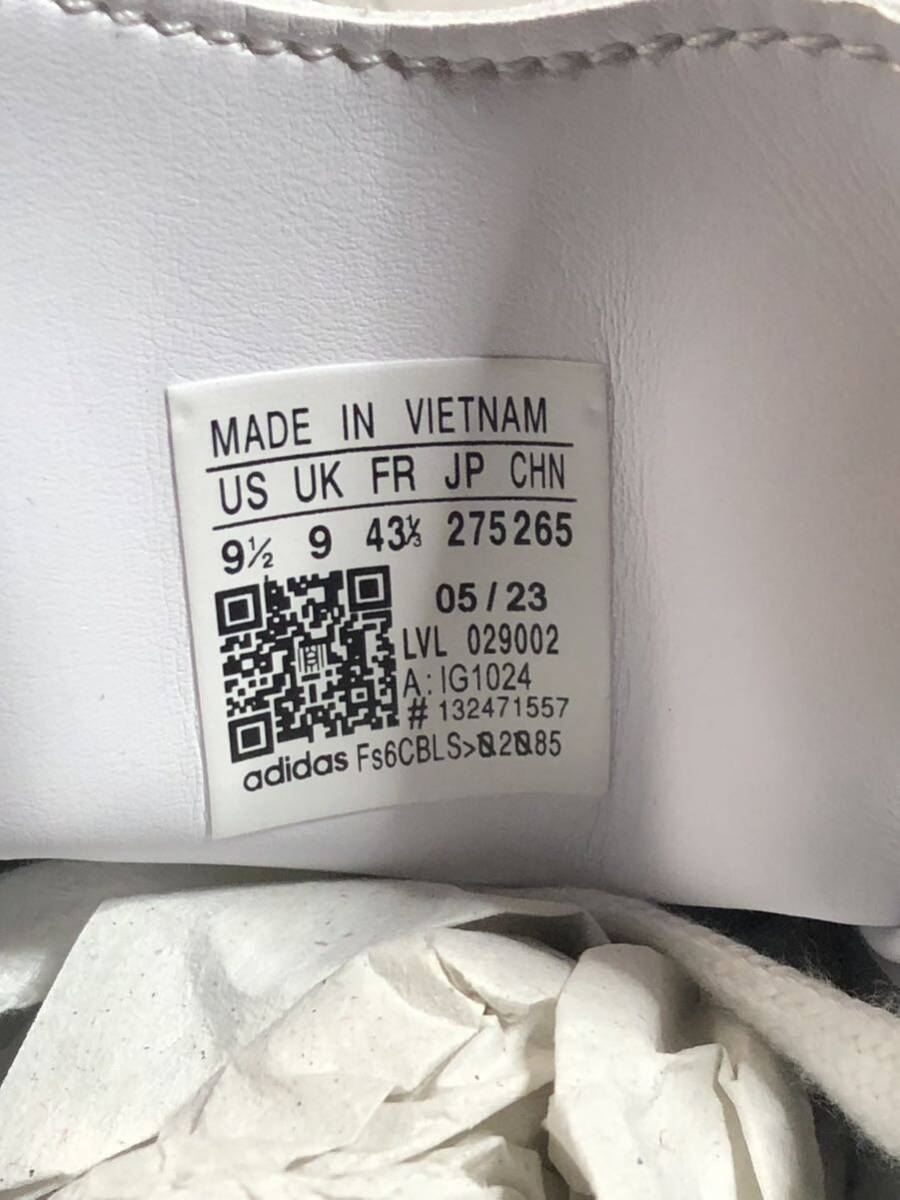 MADE IN VIETNAM
US UK FR JP CHN
9½ 9 43⅓ 275 265
05/23
LVL 029002
A: IG1024
# 132471557
adidas Fs6CBLS>02085